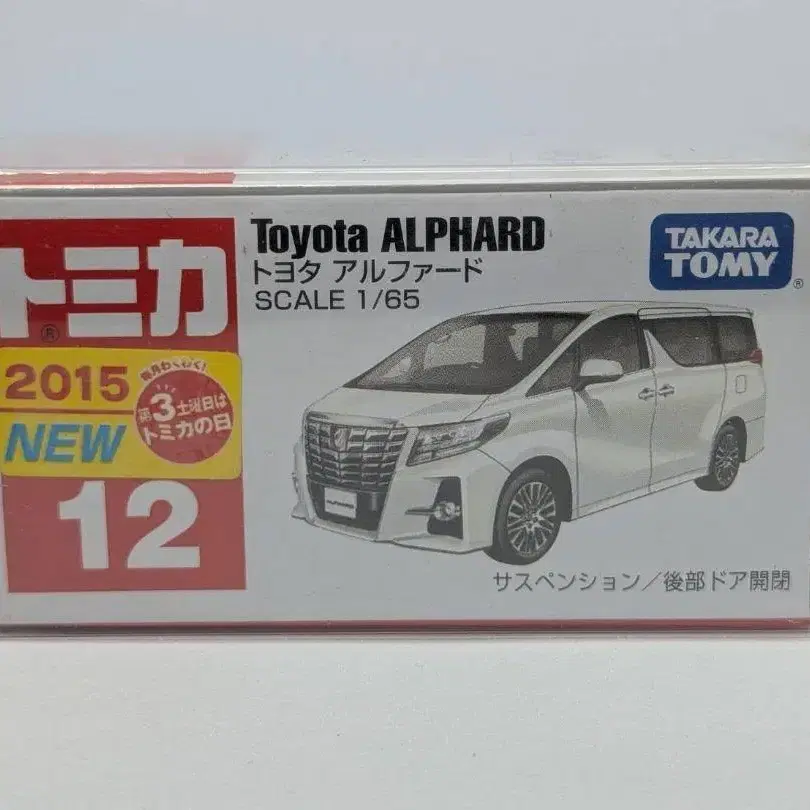 Toyota ALPHARD
トヨタ アルファード
SCALE 1/65
TAKARA
TOMY
®
トミカ
®
2015
NEW
毎月わくわく!
第3土曜日は
トミカの日
12
ALPHARD
サスペンション/後部ドア開閉